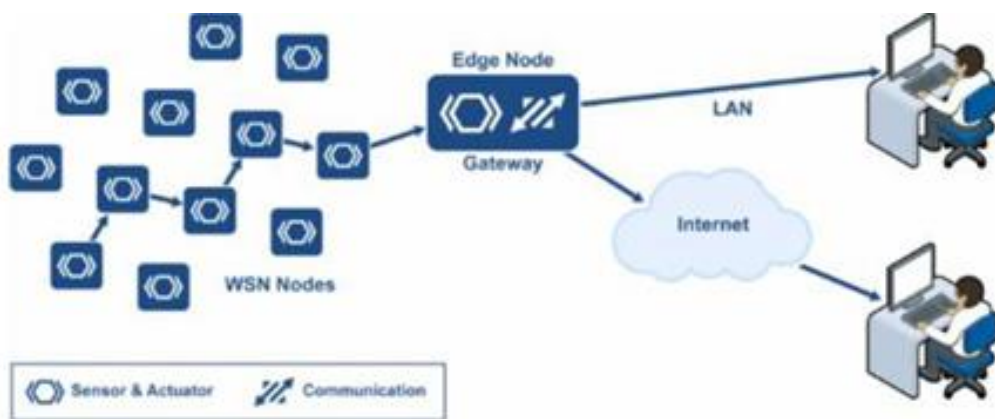 Edge Node
LAN
Gateway
Internet
WSN Nodes
Sensor & Actuator
Communication